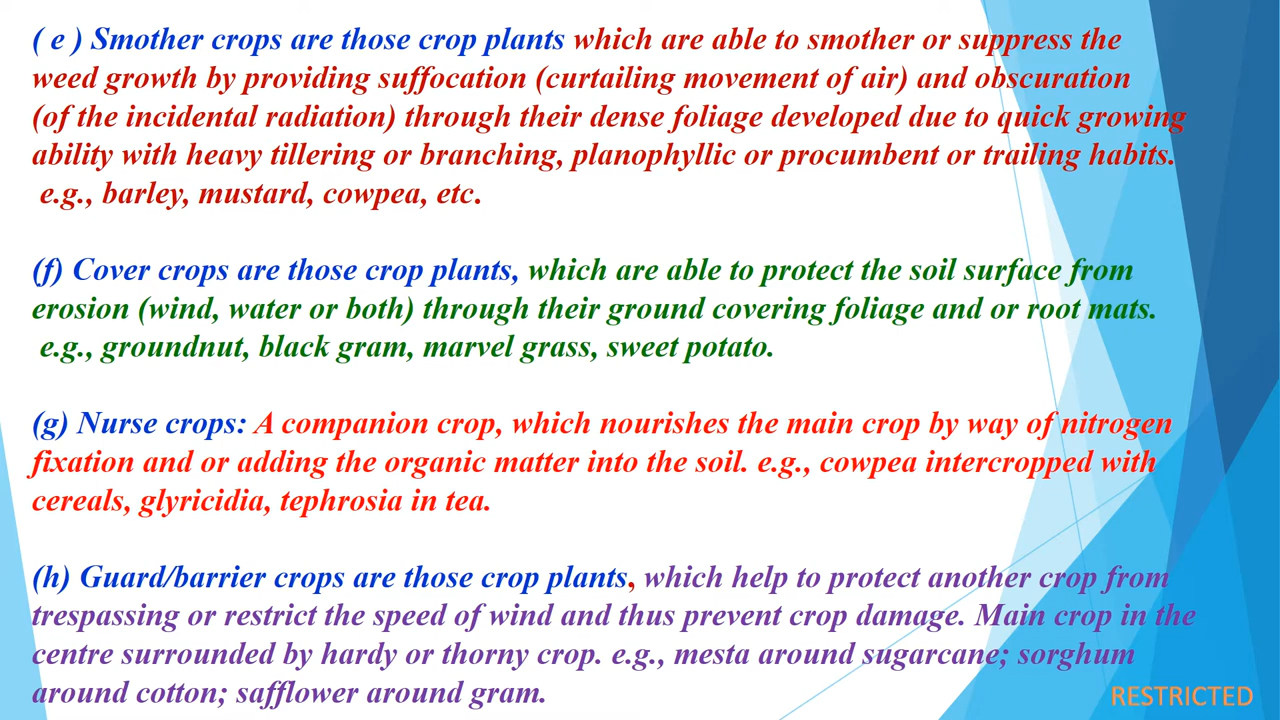 ( e ) Smother crops are those crop plants which are able to smother or suppress the
weed growth by providing suffocation (curtailing movement of air) and obscuration
(of the incidental radiation) through their dense foliage developed due to quick growing
ability with heavy tillering or branching, planophyllic or procumbent or trailing habits.
e.g., barley, mustard, cowpea, etc.
(f) Cover crops are those crop plants, which are able to protect the soil surface from
erosion (wind, water or both) through their ground covering foliage and or root mats.
e.g., groundnut, black gram, marvel grass, sweet potato.
(g) Nurse crops: A companion crop, which nourishes the main crop by way of nitrogen
fixation and or adding the organic matter into the soil. e.g., cowpea intercropped with
cereals, glyricidia, tephrosia in tea.
(h) Guard/barrier crops are those crop plants, which help to protect another crop from
trespassing or restrict the speed of wind and thus prevent crop damage. Main crop in the
centre surrounded by hardy or thorny crop. e.g., mesta around sugarcane; sorghum
around cotton; safflower around gram.
RESTRICTED